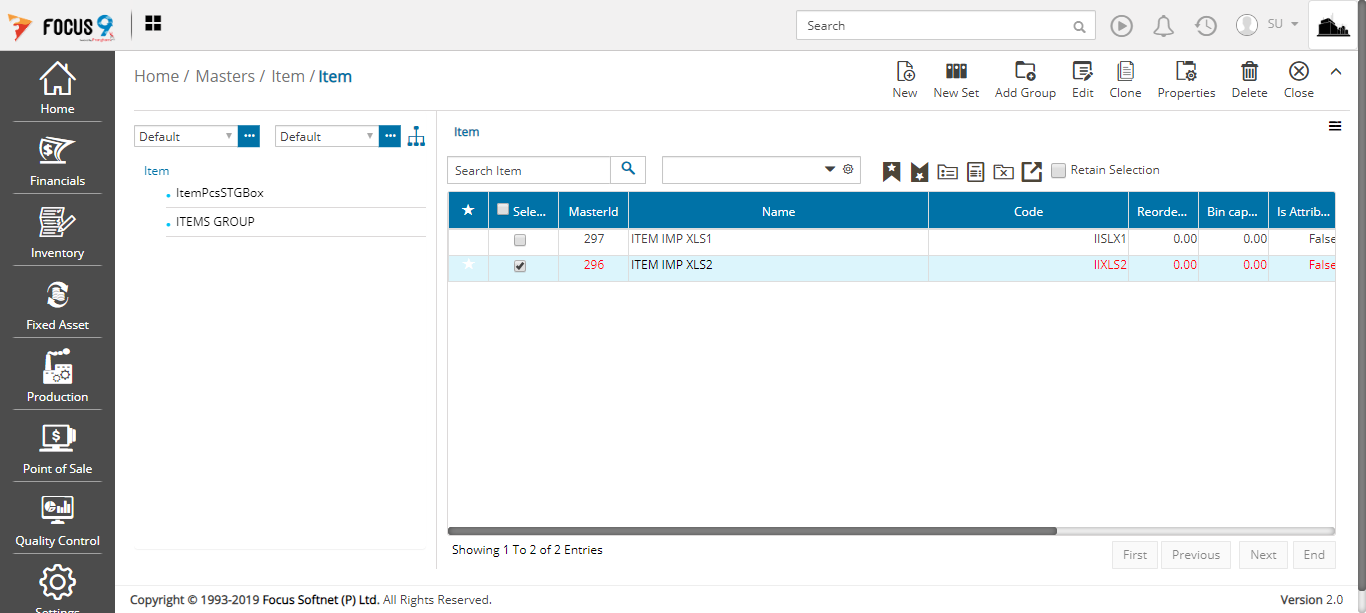 FOCUS 9
Search
SU
Home / Masters / Item / Item
New
New Set
Add Group
Edit
Clone
Properties
Delete
Close
Home
Financials
Inventory
Fixed Asset
Production
Point of Sale
Quality Control
Settings
Default
Default
Item
ItemPcsSTGBox
ITEMS GROUP
Item
Search Item
Retain Selection
Sele... MasterId Name Code Reorde... Bin cap... Is Attrib...
297 ITEM IMP XLS1 IISLX1 0.00 0.00 False
296 ITEM IMP XLS2 IIXLS2 0.00 0.00 False
Showing 1 To 2 of 2 Entries
First Previous Next End
Copyright © 1993-2019 Focus Softnet (P) Ltd. All Rights Reserved.
Version 2.0